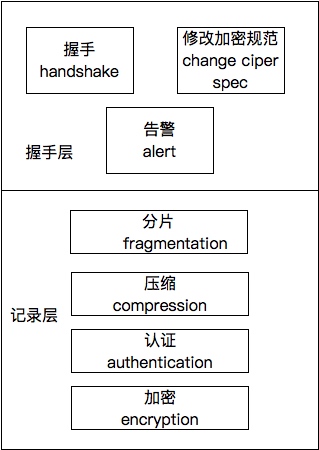 握手
handshake
修改加密规范
change ciper
spec
告警
alert
握手层
分片
fragmentation
记录层
压缩
compression
认证
authentication
加密
encryption